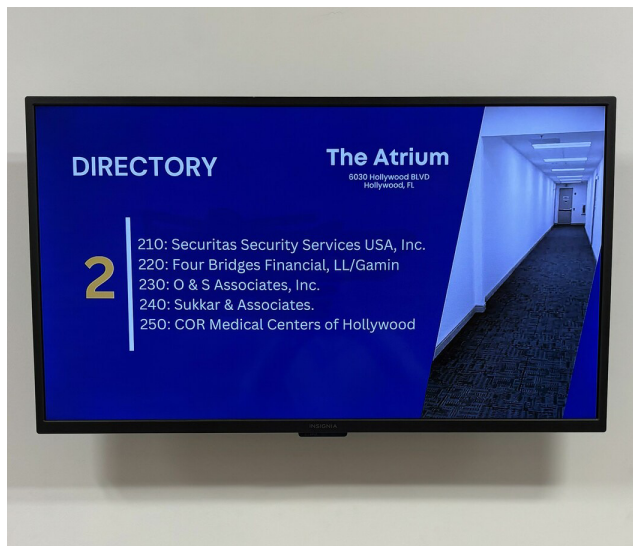 DIRECTORY
The Atrium
6030 Hollywood BLVD
Hollywood, FL
2
210: Securitas Security Services USA, Inc.
220: Four Bridges Financial, LL/Gamin
230: O & S Associates, Inc.
240: Sukkar & Associates.
250: COR Medical Centers of Hollywood
INSIGNIA